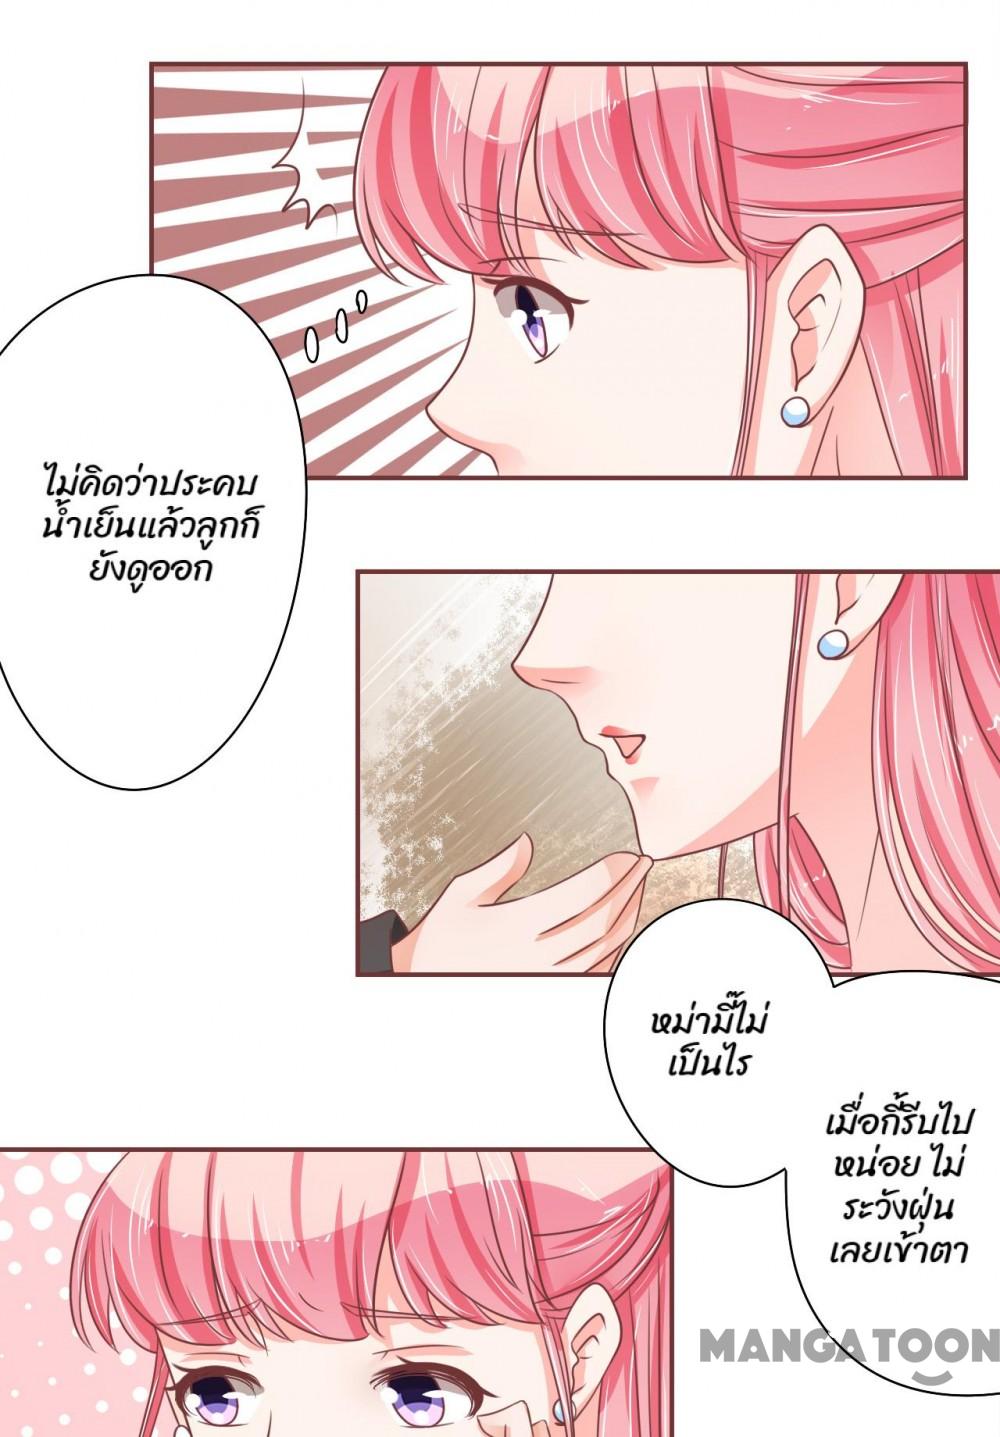 ไม่คิดว่าประคบ
น้ำเย็นแล้วลูกก็
ยังดูออก
หม่ามี๊ไม่
เป็นไร
เมื่อกี้รีบไป
หน่อย ไม่
ระวังฝุ่น
เลยเข้าตา
MANGATOON